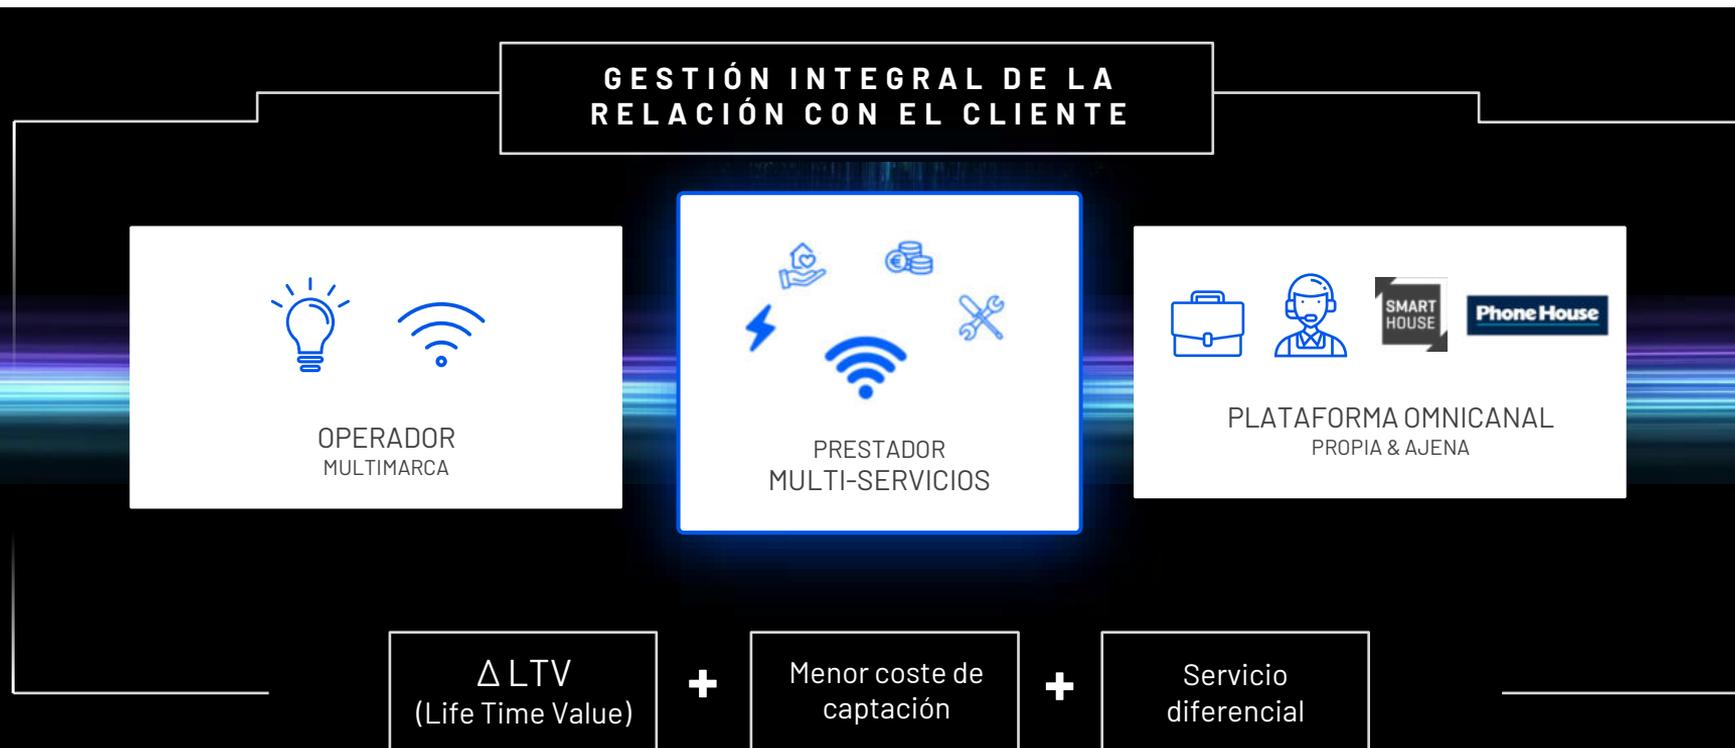 GESTIÓN INTEGRAL DE LA
RELACIÓN CON EL CLIENTE
OPERADOR
MULTIMARCA
€
PRESTADOR
MULTI-SERVICIOS
SMART
HOUSE
Phone House
PLATAFORMA OMNICANAL
PROPIA & AJENA
Δ LTV
(Life Time Value)
+
Menor coste de
captación
+
Servicio
diferencial